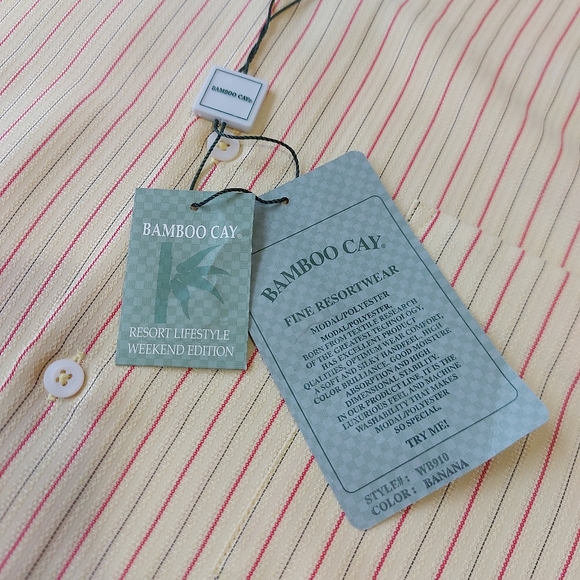 BAMBOO CAY®
BAMBOO CAY®
RESORT LIFESTYLE
WEEKEND EDITION
BAMBOO CAY®
FINE RESORTWEAR
MODAL/POLYESTER
MODAL/POLYESTER,
BORN FROM TEXTILE RESEARCH
OF THE GREATEST TECHNOLOGY,
HAS EXCELLENT PRODUCT
QUALITIES, OPTIMUM WEAR COMFORT,
A SOFT AND SILKY HANDFEEL, HIGH
COLOR BRILLIANCE, GOOD MOISTURE
ABSORPTION, AND HIGH
DIMENSIONAL STABILITY
IN OUR PRODUCT LINE, IT IS THE
LUXURIOUS FEEL AND MACHINE
WASHABILITY THAT MAKES
MODAL/POLYESTER
SO SPECIAL.
TRY ME!
STYLE#: WB910
COLOR: BANANA